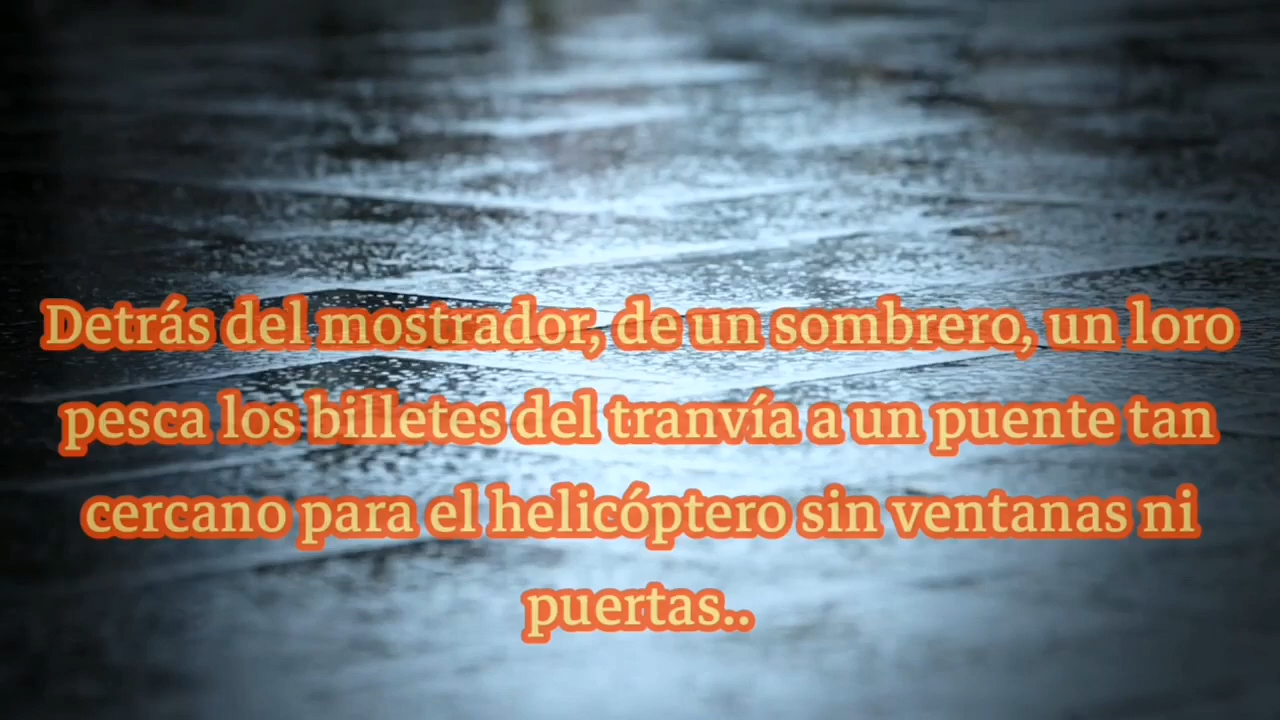 Detrás del mostrador, de un sombrero, un loro
pesca los billetes del tranvía a un puente tan
cercano para el helicóptero sin ventanas ni
puertas..